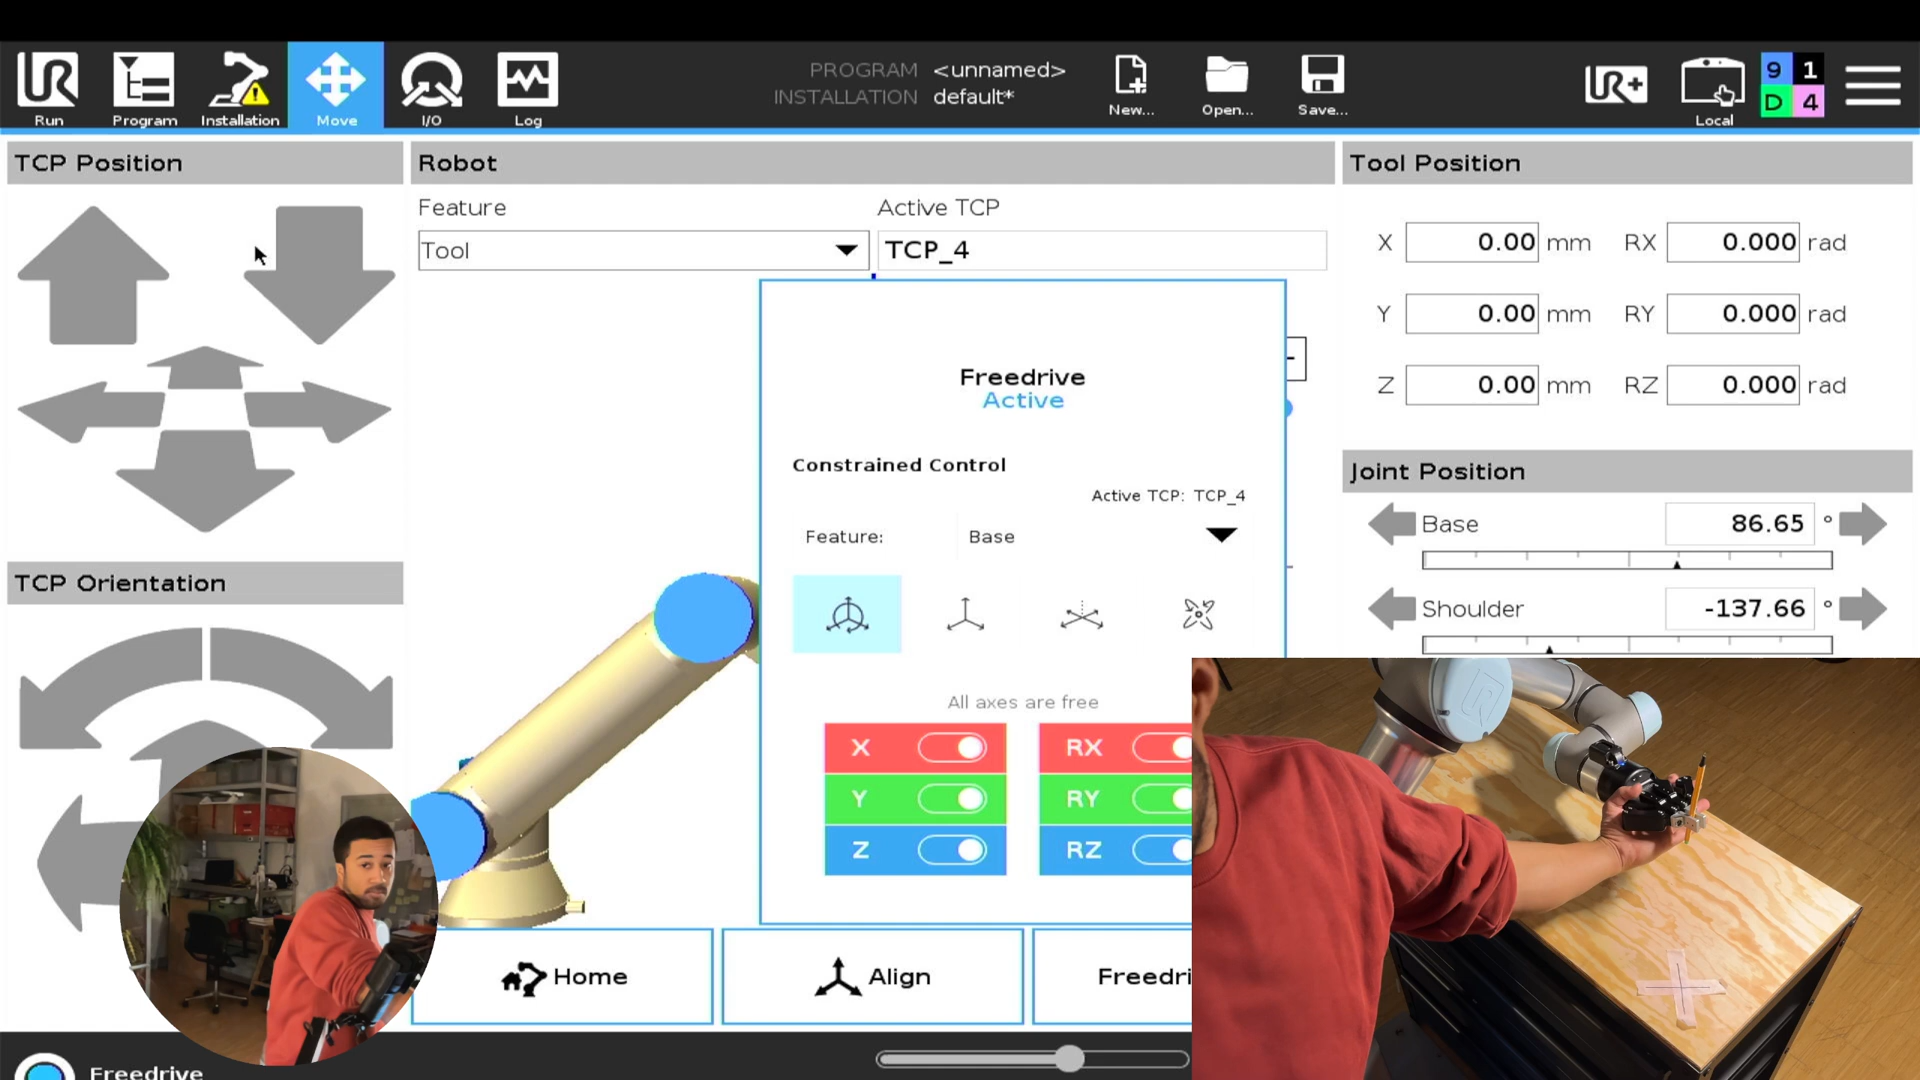 UR
Run
Program
Installation
Move
I/O
Log
PROGRAM <unnamed>
INSTALLATION default*
New...
Open...
Save...
UR+
Local
9 1
D 4
TCP Position
Robot
Tool Position
Feature
Active TCP
Tool
TCP_4
X 0.00 mm RX 0.000 rad
Y 0.00 mm RY 0.000 rad
Z 0.00 mm RZ 0.000 rad
Freedrive
Active
Constrained Control
Active TCP: TCP_4
Feature: Base
All axes are free
X RX
Y RY
Z RZ
Joint Position
Base 86.65 °
Shoulder -137.66 °
TCP Orientation
Home
Align
Freedri
Freedrive